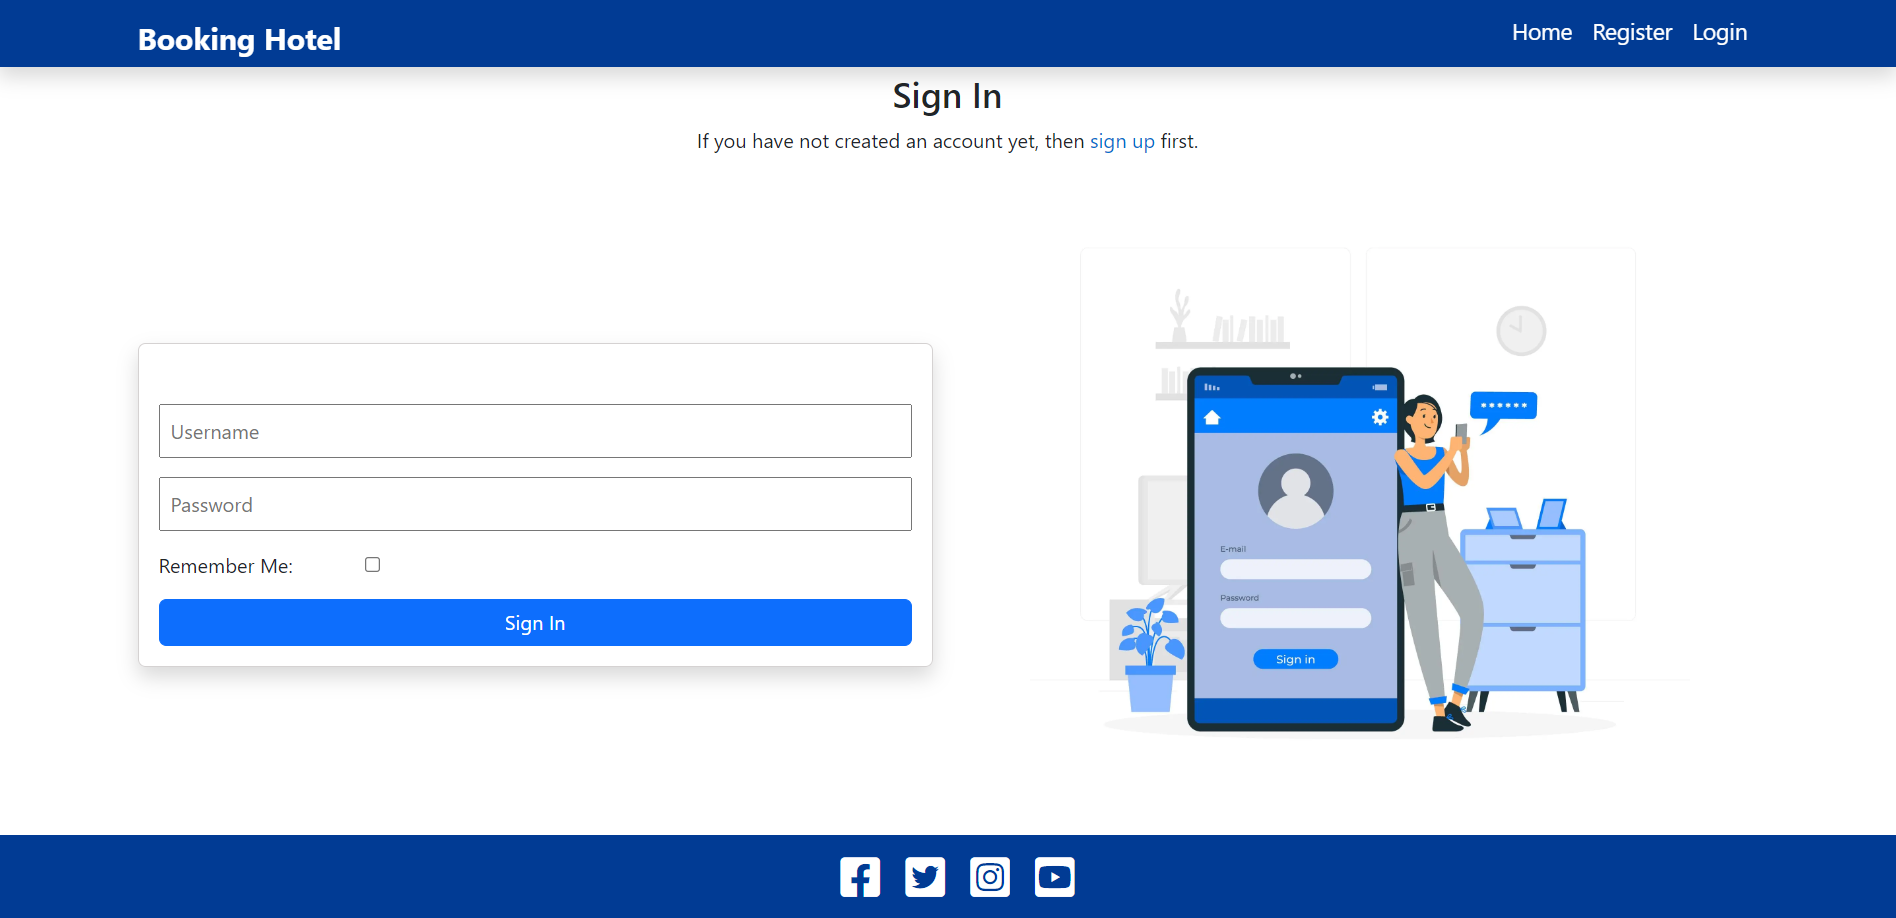 Booking Hotel
Home Register Login
Sign In
If you have not created an account yet, then sign up first.
Username
Password
Remember Me:
Sign In
******
E-mail
Password
Sign in